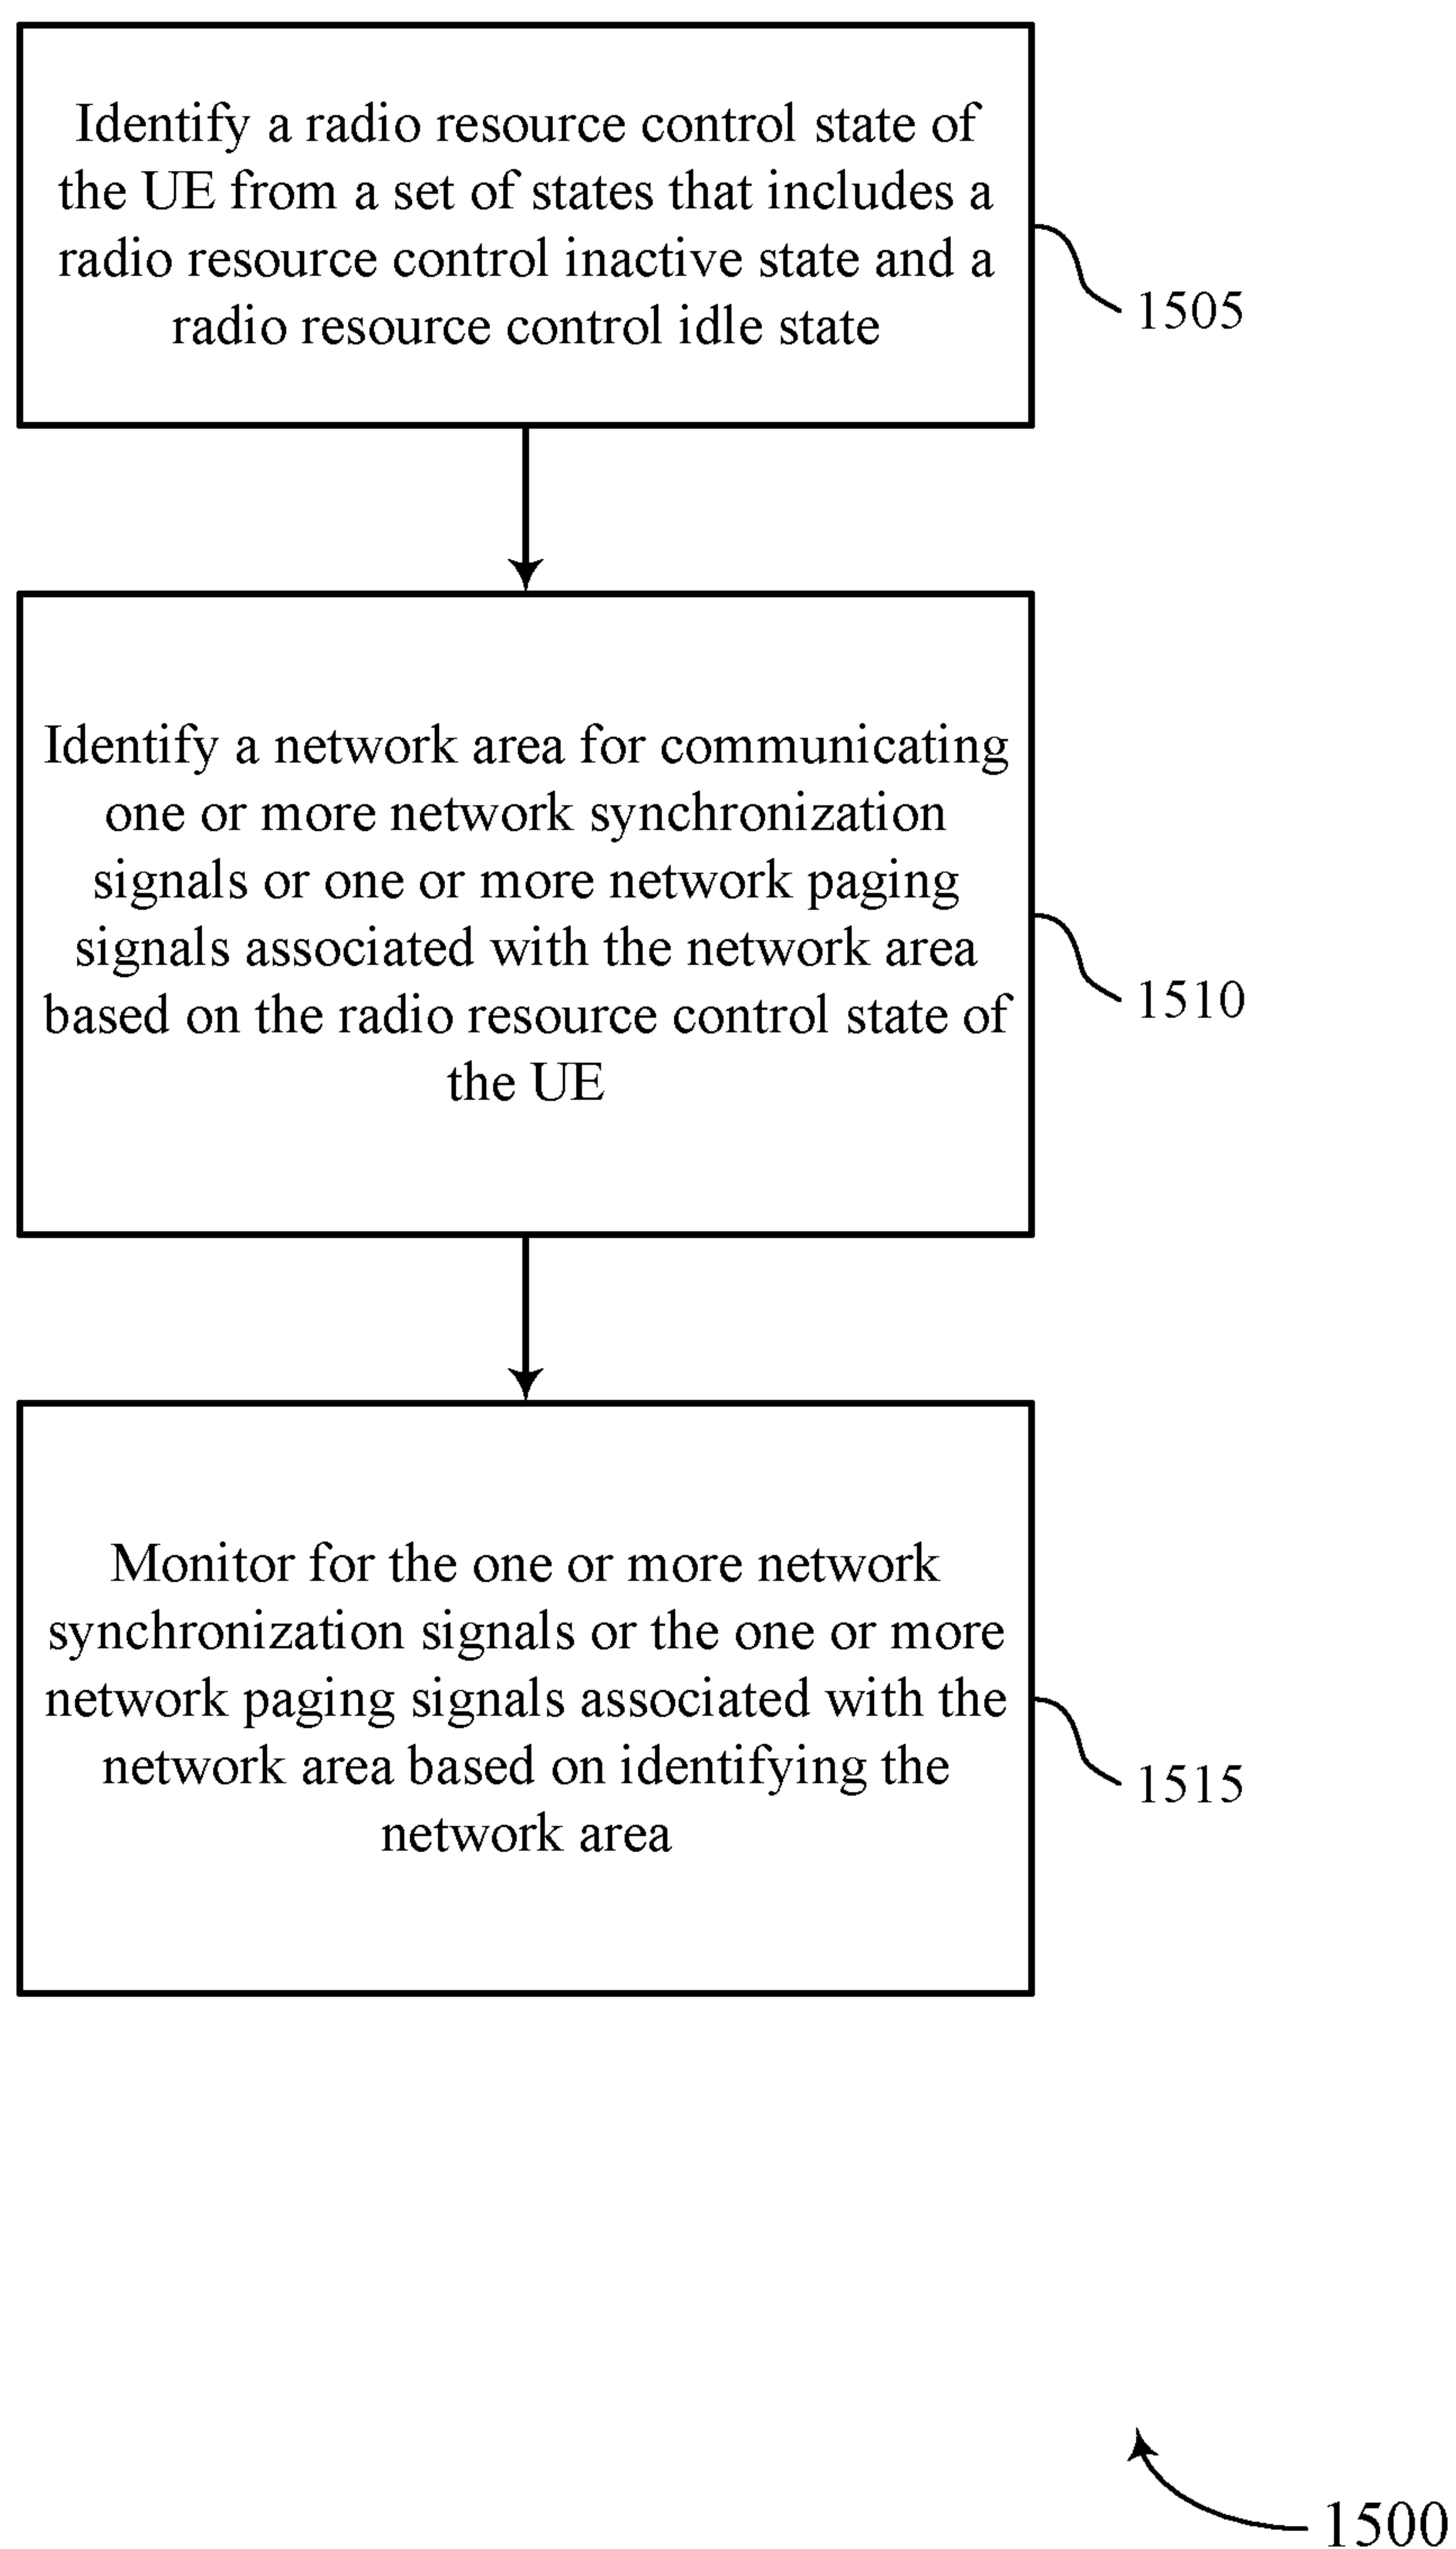 Identify a radio resource control state of
the UE from a set of states that includes a
radio resource control inactive state and a
radio resource control idle state
1505
Identify a network area for communicating
one or more network synchronization
signals or one or more network paging
signals associated with the network area
based on the radio resource control state of
the UE
1510
Monitor for the one or more network
synchronization signals or the one or more
network paging signals associated with the
network area based on identifying the
network area
1515
1500